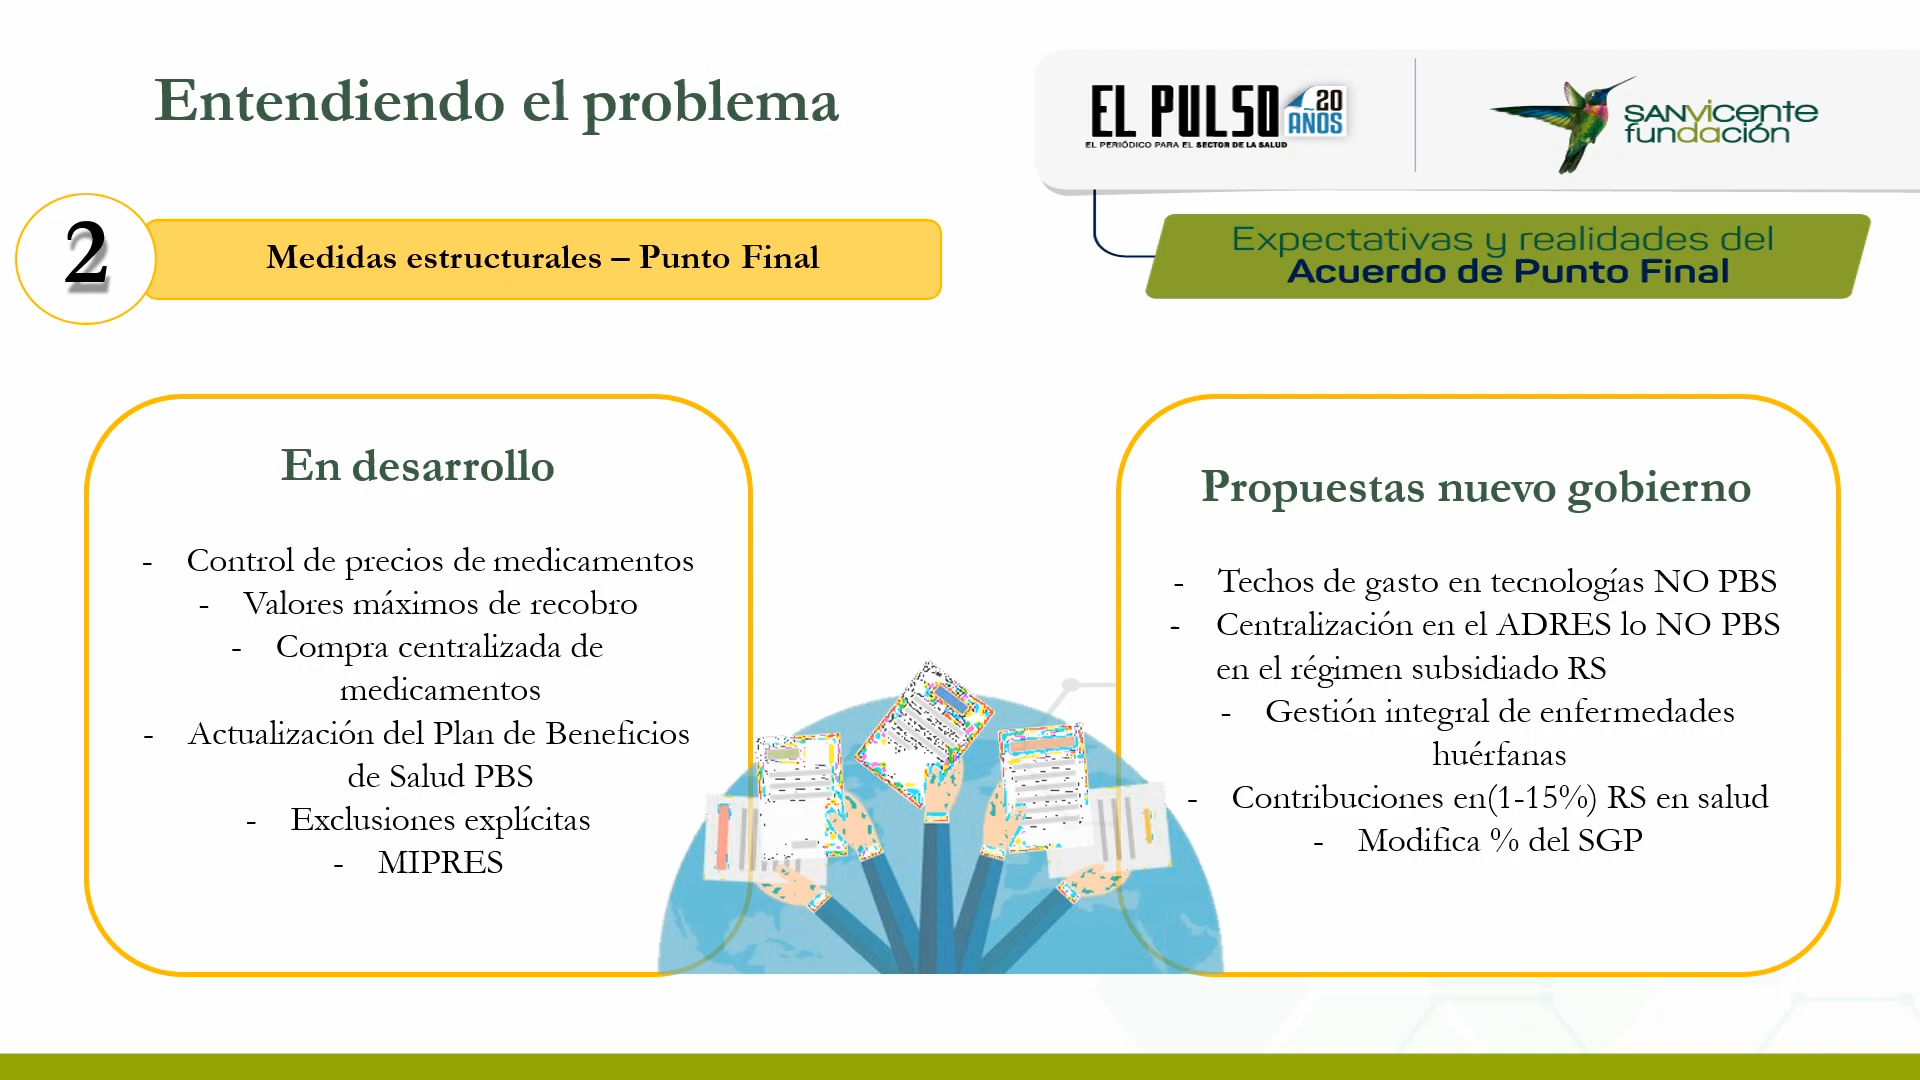 Entendiendo el problema
EL PULSO
20
AÑOS
EL PERIÓDICO PARA EL SECTOR DE LA SALUD
SANvicente
fundación
2
Medidas estructurales – Punto Final
Expectativas y realidades del
Acuerdo de Punto Final
En desarrollo
- Control de precios de medicamentos
- Valores máximos de recobro
- Compra centralizada de
medicamentos
- Actualización del Plan de Beneficios
de Salud PBS
- Exclusiones explícitas
- MIPRES
Propuestas nuevo gobierno
- Techos de gasto en tecnologías NO PBS
- Centralización en el ADRES lo NO PBS
en el régimen subsidiado RS
- Gestión integral de enfermedades
huérfanas
- Contribuciones en(1-15%) RS en salud
- Modifica % del SGP